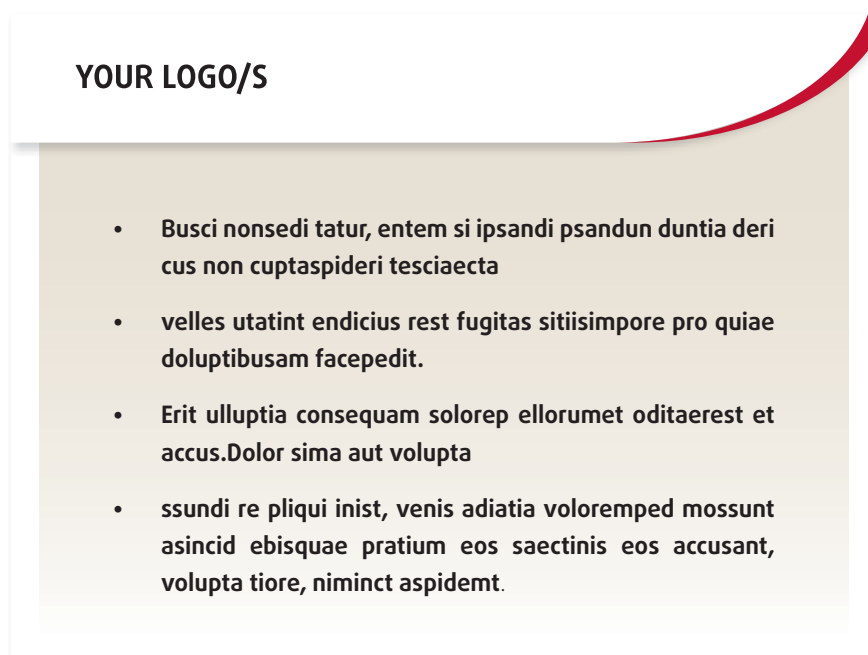 YOUR LOGO/S
• Busci nonsedi tatur, entem si ipsandi psandun duntia deri
cus non cuptaspideri tesciaecta
• velles utatint endicius rest fugitas sitiisimpore pro quiae
doluptibusam facepedit.
• Erit ulluptia consequam solorep ellorumet oditaerest et
accus.Dolor sima aut volupta
• ssundi re pliqui inist, venis adiatia voloremped mossunt
asincid ebisquae pratium eos saectinis eos accusant,
volupta tiore, niminct aspidemt.